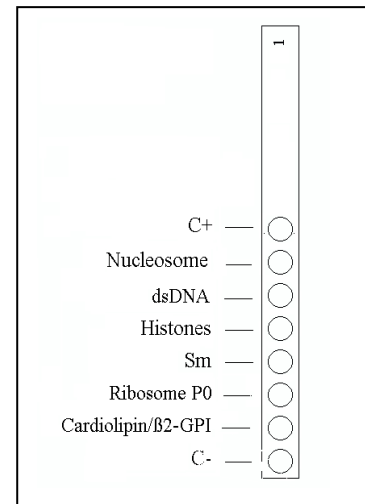 1
C+
Nucleosome
dsDNA
Histones
Sm
Ribosome P0
Cardiolipin/ß2-GPI
C-